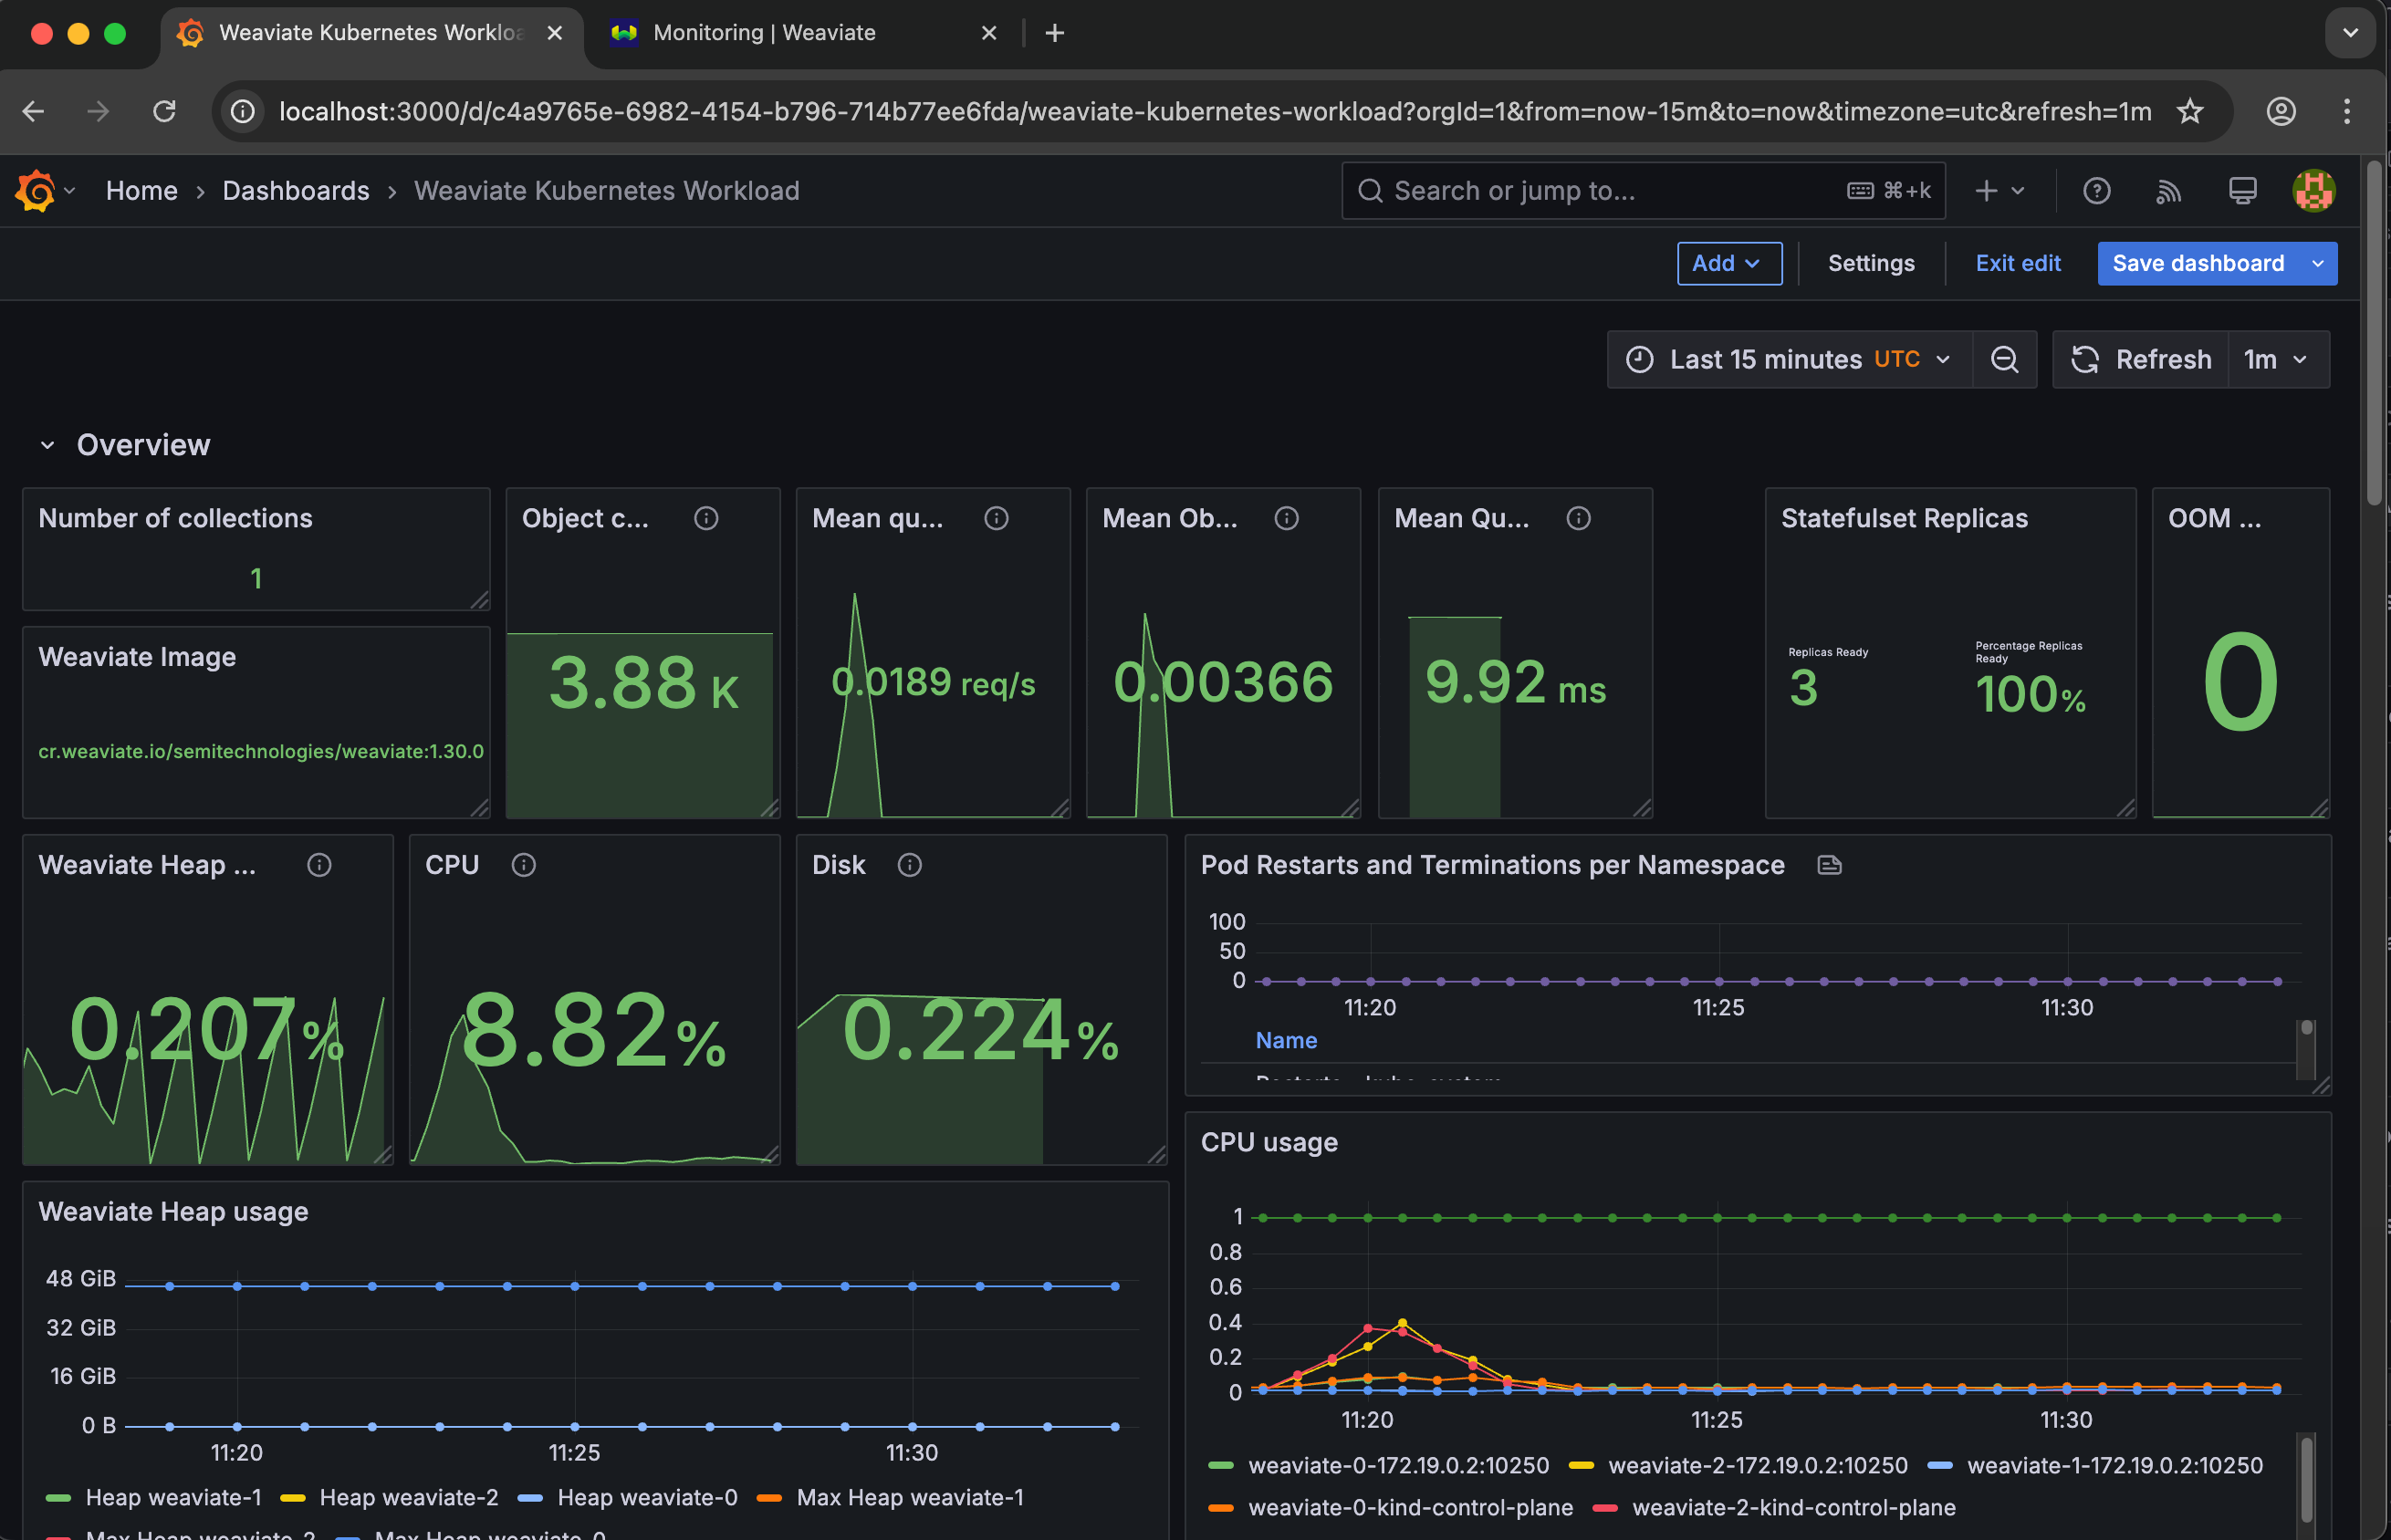 Weaviate Kubernetes Workloa
Monitoring | Weaviate
localhost:3000/d/c4a9765e-6982-4154-b796-714b77ee6fda/weaviate-kubernetes-workload?orgId=1&from=now-15m&to=now&timezone=utc&refresh=1m
Home › Dashboards › Weaviate Kubernetes Workload
Search or jump to...
⌘+k
Add
Settings
Exit edit
Save dashboard
Last 15 minutes UTC
Refresh
1m
Overview
Number of collections
1
Weaviate Image
cr.weaviate.io/semitechnologies/weaviate:1.30.0
Object c...
3.88 K
Mean qu...
0.0189 req/s
Mean Ob...
0.00366
Mean Qu...
9.92 ms
Statefulset Replicas
Replicas Ready
3
Percentage Replicas
Ready
100%
OOM ...
0
Weaviate Heap ...
0.207%
CPU
8.82%
Disk
0.224%
Pod Restarts and Terminations per Namespace
100
50
0
11:20
11:25
11:30
Name
Restarts - kube-system
Weaviate Heap usage
48 GiB
32 GiB
16 GiB
0 B
11:20
11:25
11:30
Heap weaviate-1
Heap weaviate-2
Heap weaviate-0
Max Heap weaviate-1
Max Heap weaviate-2
Max Heap weaviate-0
CPU usage
1
0.8
0.6
0.4
0.2
0
11:20
11:25
11:30
weaviate-0-172.19.0.2:10250
weaviate-2-172.19.0.2:10250
weaviate-1-172.19.0.2:10250
weaviate-0-kind-control-plane
weaviate-2-kind-control-plane